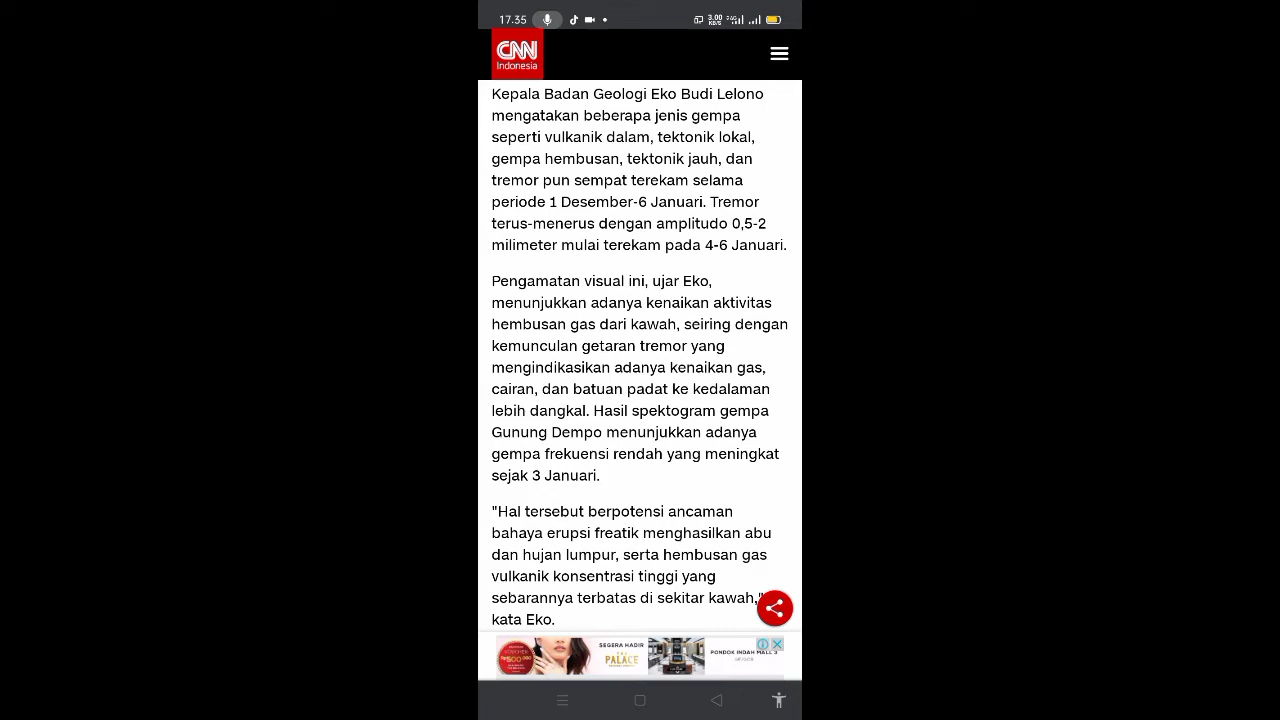 17.35
3.00
KB/S
CNN
Indonesia
Kepala Badan Geologi Eko Budi Lelono
mengatakan beberapa jenis gempa
seperti vulkanik dalam, tektonik lokal,
gempa hembusan, tektonik jauh, dan
tremor pun sempat terekam selama
periode 1 Desember-6 Januari. Tremor
terus-menerus dengan amplitudo 0,5-2
milimeter mulai terekam pada 4-6 Januari.
Pengamatan visual ini, ujar Eko,
menunjukkan adanya kenaikan aktivitas
hembusan gas dari kawah, seiring dengan
kemunculan getaran tremor yang
mengindikasikan adanya kenaikan gas,
cairan, dan batuan padat ke kedalaman
lebih dangkal. Hasil spektogram gempa
Gunung Dempo menunjukkan adanya
gempa frekuensi rendah yang meningkat
sejak 3 Januari.
"Hal tersebut berpotensi ancaman
bahaya erupsi freatik menghasilkan abu
dan hujan lumpur, serta hembusan gas
vulkanik konsentrasi tinggi yang
sebarannya terbatas di sekitar kawah,"
kata Eko.
SEGERA HADIR
THE
PALACE
PONDOK INDAH MALL 3